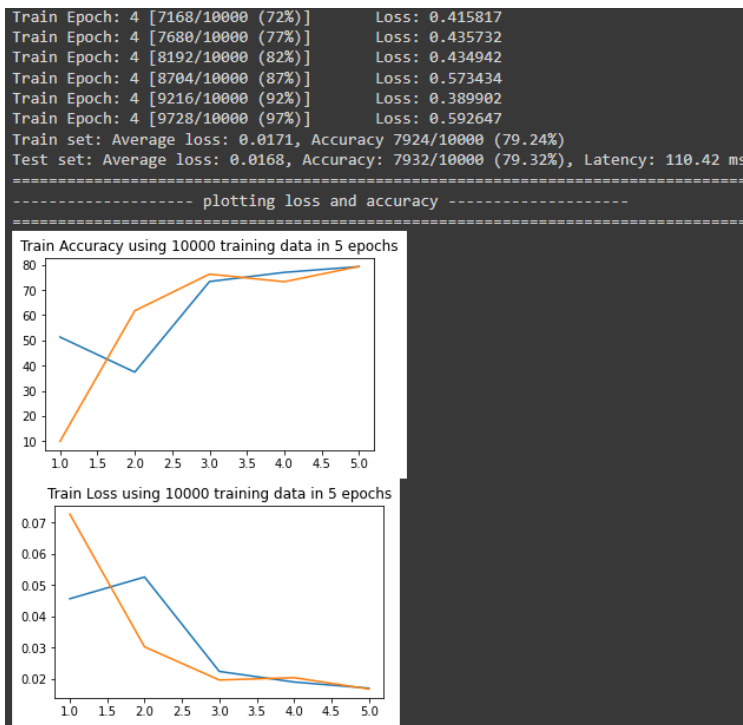 Train Epoch: 4 [7168/10000 (72%)] Loss: 0.415817
Train Epoch: 4 [7680/10000 (77%)] Loss: 0.435732
Train Epoch: 4 [8192/10000 (82%)] Loss: 0.434942
Train Epoch: 4 [8704/10000 (87%)] Loss: 0.573434
Train Epoch: 4 [9216/10000 (92%)] Loss: 0.389902
Train Epoch: 4 [9728/10000 (97%)] Loss: 0.592647
Train set: Average loss: 0.0171, Accuracy 7924/10000 (79.24%)
Test set: Average loss: 0.0168, Accuracy: 7932/10000 (79.32%), Latency: 110.42 ms
================================================================================
-------------------- plotting loss and accuracy --------------------
================================================================================
Train Accuracy using 10000 training data in 5 epochs
80
70
60
50
40
30
20
10
1.0 1.5 2.0 2.5 3.0 3.5 4.0 4.5 5.0
Train Loss using 10000 training data in 5 epochs
0.07
0.06
0.05
0.04
0.03
0.02
1.0 1.5 2.0 2.5 3.0 3.5 4.0 4.5 5.0